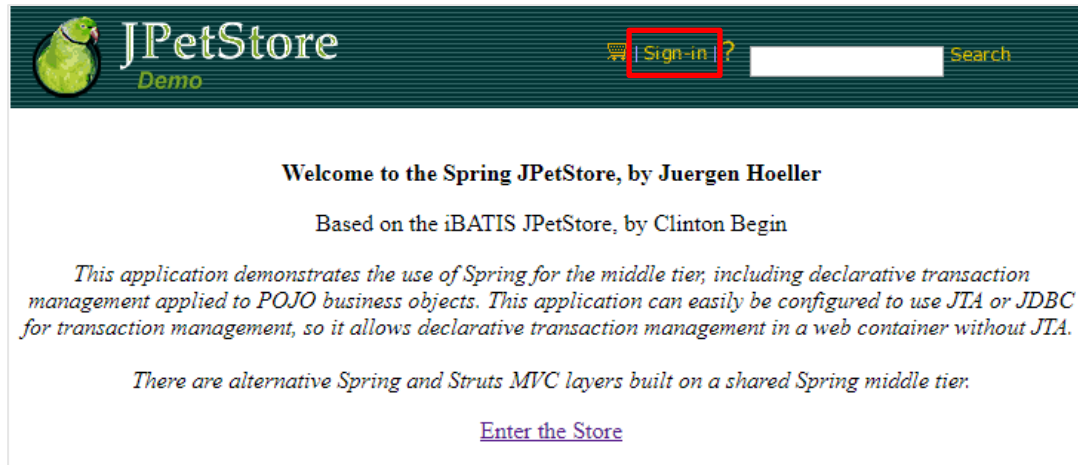 JPetStore
Demo
| Sign-in | ? Search
Welcome to the Spring JPetStore, by Juergen Hoeller
Based on the iBATIS JPetStore, by Clinton Begin
This application demonstrates the use of Spring for the middle tier, including declarative transaction
management applied to POJO business objects. This application can easily be configured to use JTA or JDBC
for transaction management, so it allows declarative transaction management in a web container without JTA.
There are alternative Spring and Struts MVC layers built on a shared Spring middle tier.
Enter the Store